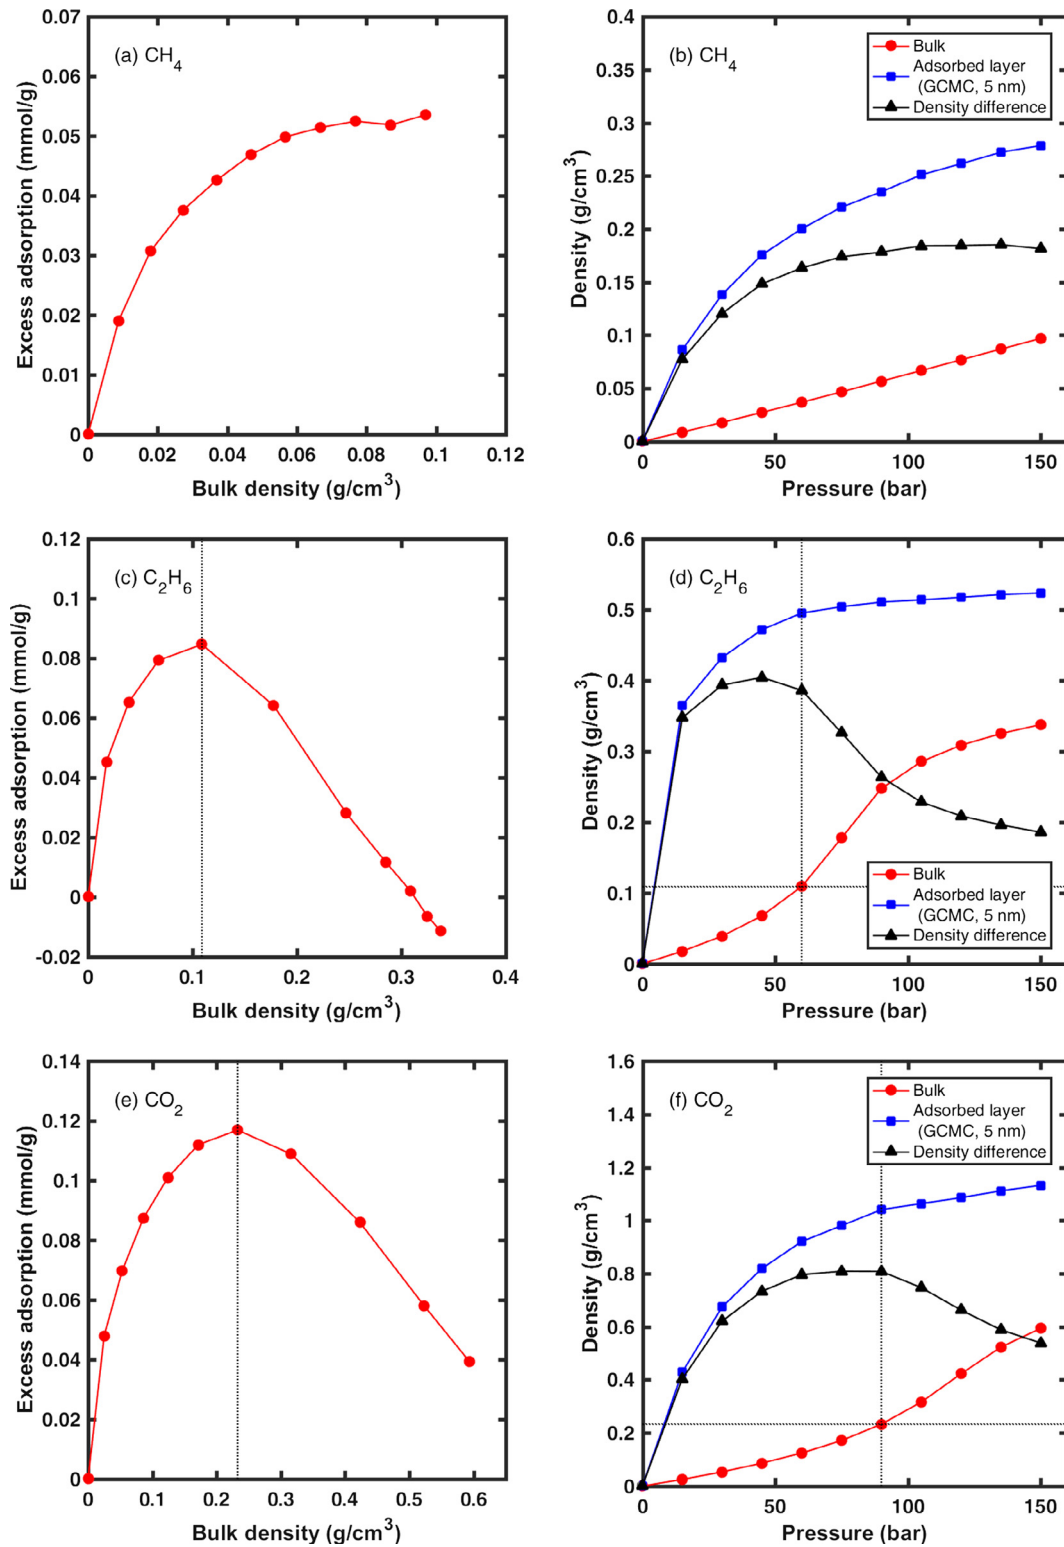 (a) CH4
Excess adsorption (mmol/g)
0.07
0.06
0.05
0.04
0.03
0.02
0.01
0
0 0.02 0.04 0.06 0.08 0.1 0.12
Bulk density (g/cm3)
(b) CH4
Bulk
Adsorbed layer
(GCMC, 5 nm)
Density difference
Density (g/cm3)
0.4
0.35
0.3
0.25
0.2
0.15
0.1
0.05
0
0 50 100 150
Pressure (bar)
(c) C2H6
Excess adsorption (mmol/g)
0.12
0.1
0.08
0.06
0.04
0.02
0
-0.02
0 0.1 0.2 0.3 0.4
Bulk density (g/cm3)
(d) C2H6
Density (g/cm3)
0.6
0.5
0.4
0.3
0.2
0.1
0
Bulk
Adsorbed layer
(GCMC, 5 nm)
Density difference
0 50 100 150
Pressure (bar)
(e) CO2
Excess adsorption (mmol/g)
0.14
0.12
0.1
0.08
0.06
0.04
0.02
0
0 0.1 0.2 0.3 0.4 0.5 0.6
Bulk density (g/cm3)
(f) CO2
Bulk
Adsorbed layer
(GCMC, 5 nm)
Density difference
Density (g/cm3)
1.6
1.4
1.2
1
0.8
0.6
0.4
0.2
0
0 50 100 150
Pressure (bar)